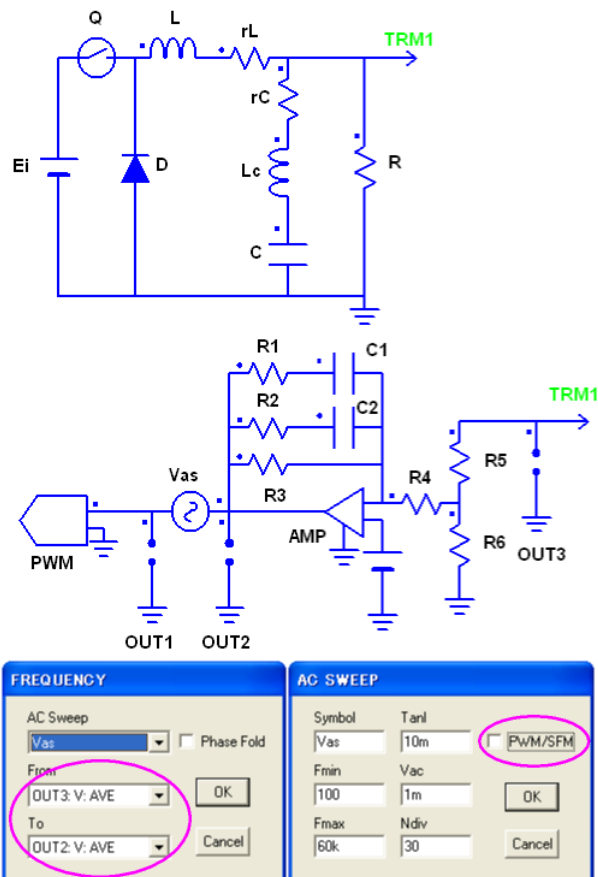 Q
L
rL
TRM1
rC
Ei
D
Lc
R
C
R1
C1
R2
C2
TRM1
Vas
R3
R4
R5
AMP
R6
PWM
OUT3
OUT1
OUT2
FREQUENCY
AC Sweep
Vas
Phase Fold
From
OUT3: V: AVE
OK
To
OUT2: V: AVE
Cancel
AC SWEEP
Symbol
Tanl
Vas
10m
PWM/SFM
Fmin
Vac
100
1m
OK
Fmax
Ndiv
60k
30
Cancel